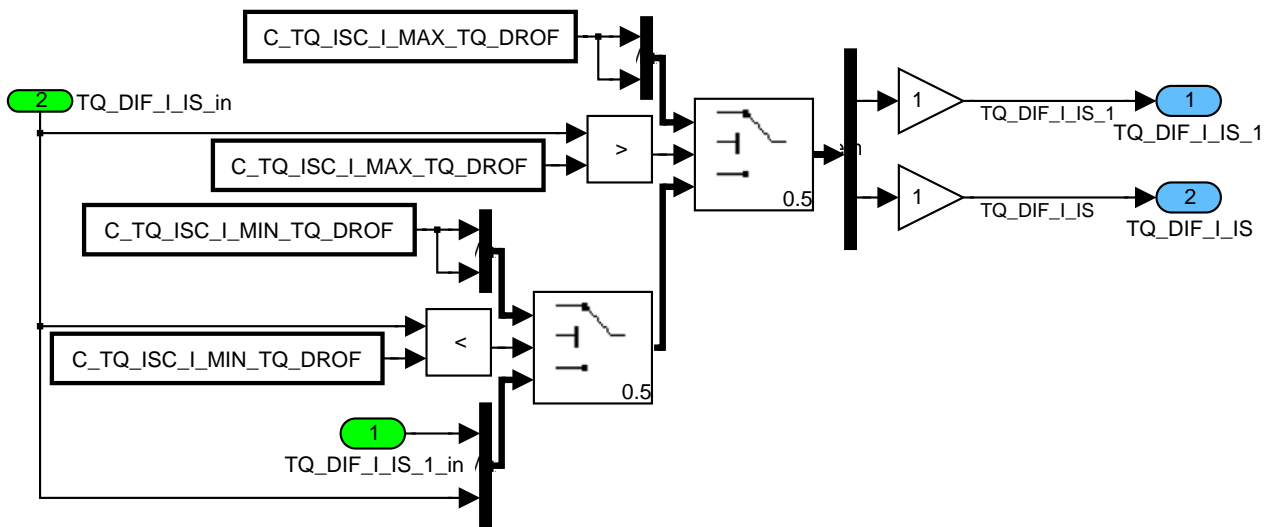 C_TQ_ISC_I_MAX_TQ_DROF
2
TQ_DIF_I_IS_in
C_TQ_ISC_I_MAX_TQ_DROF
>
0.5
1
TQ_DIF_I_IS_1
1
TQ_DIF_I_IS_1
1
TQ_DIF_I_IS
2
TQ_DIF_I_IS
C_TQ_ISC_I_MIN_TQ_DROF
C_TQ_ISC_I_MIN_TQ_DROF
<
0.5
1
TQ_DIF_I_IS_1_in